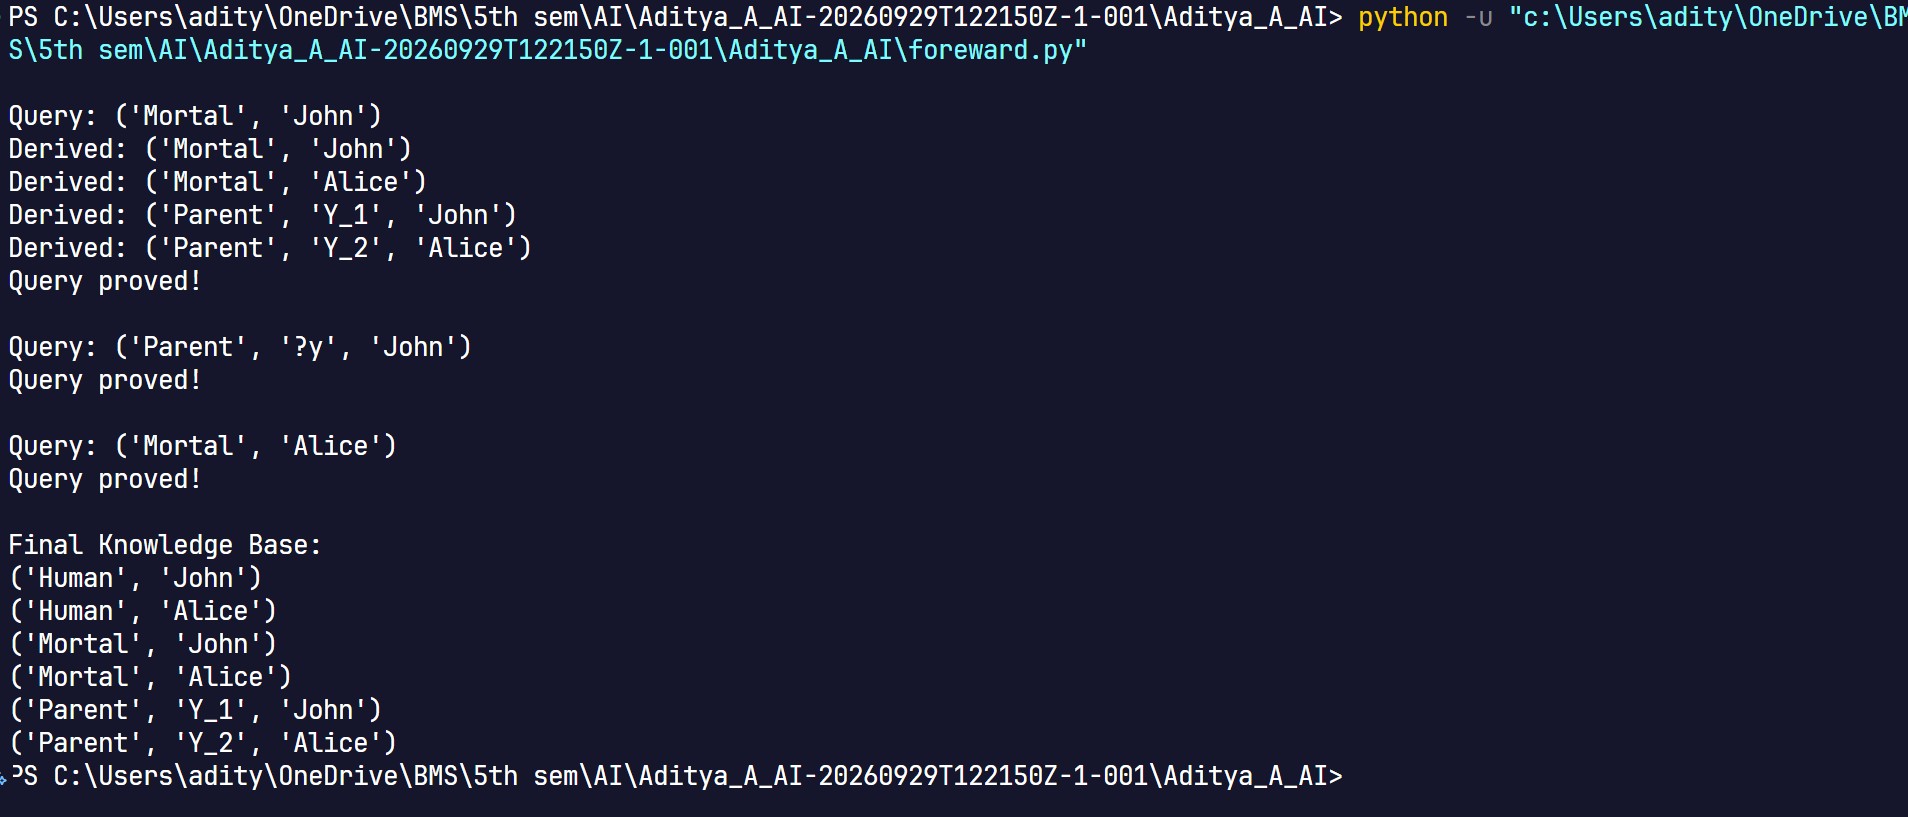 PS C:\Users\adity\OneDrive\BMS\5th sem\AI\Aditya_A_AI-20260929T122150Z-1-001\Aditya_A_AI> python -u "c:\Users\adity\OneDrive\BM
S\5th sem\AI\Aditya_A_AI-20260929T122150Z-1-001\Aditya_A_AI\foreward.py"
Query: ('Mortal', 'John')
Derived: ('Mortal', 'John')
Derived: ('Mortal', 'Alice')
Derived: ('Parent', 'Y_1', 'John')
Derived: ('Parent', 'Y_2', 'Alice')
Query proved!
Query: ('Parent', '?y', 'John')
Query proved!
Query: ('Mortal', 'Alice')
Query proved!
Final Knowledge Base:
('Human', 'John')
('Human', 'Alice')
('Mortal', 'John')
('Mortal', 'Alice')
('Parent', 'Y_1', 'John')
('Parent', 'Y_2', 'Alice')
PS C:\Users\adity\OneDrive\BMS\5th sem\AI\Aditya_A_AI-20260929T122150Z-1-001\Aditya_A_AI>